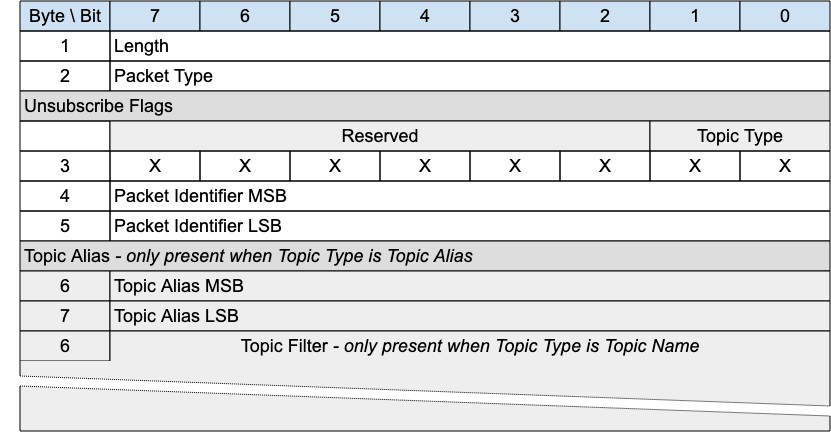 Byte \ Bit 7 6 5 4 3 2 1 0
1 Length
2 Packet Type
Unsubscribe Flags
Reserved Topic Type
3 X X X X X X X X
4 Packet Identifier MSB
5 Packet Identifier LSB
Topic Alias - only present when Topic Type is Topic Alias
6 Topic Alias MSB
7 Topic Alias LSB
6 Topic Filter - only present when Topic Type is Topic Name